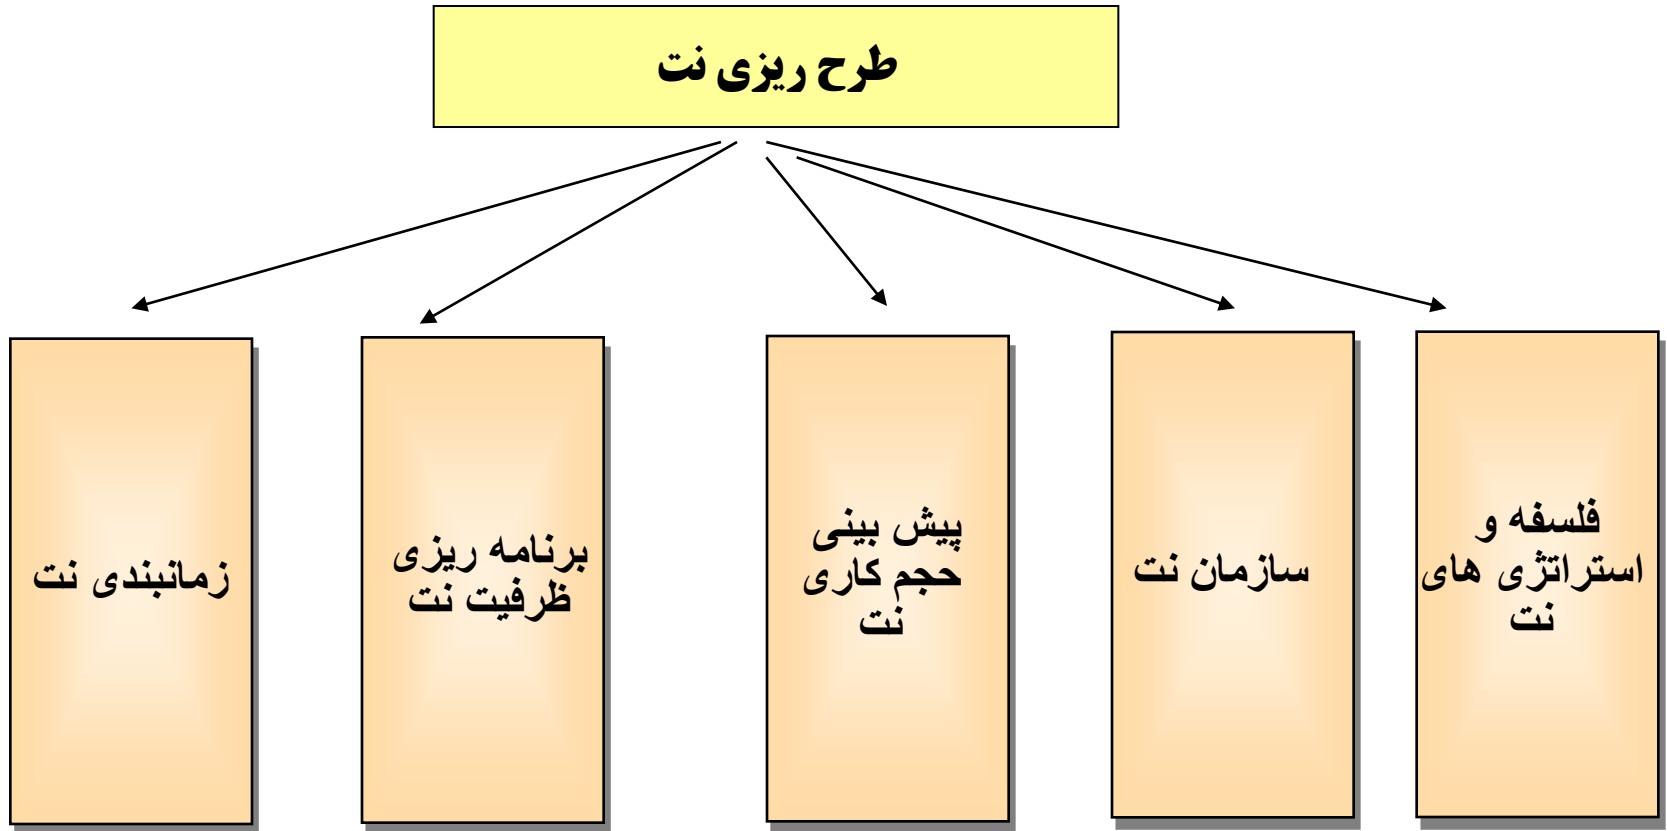 طرح ریزی نت
فلسفه و
استراتژی های
نت
سازمان نت
پیش بینی
حجم کاری
نت
برنامه ریزی
ظرفیت نت
زمانبندی نت